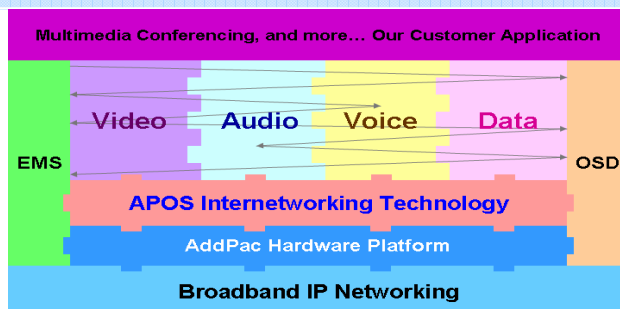 Multimedia Conferencing, and more... Our Customer Application
Video Audio Voice Data
EMS OSD
APOS Internetworking Technology
AddPac Hardware Platform
Broadband IP Networking